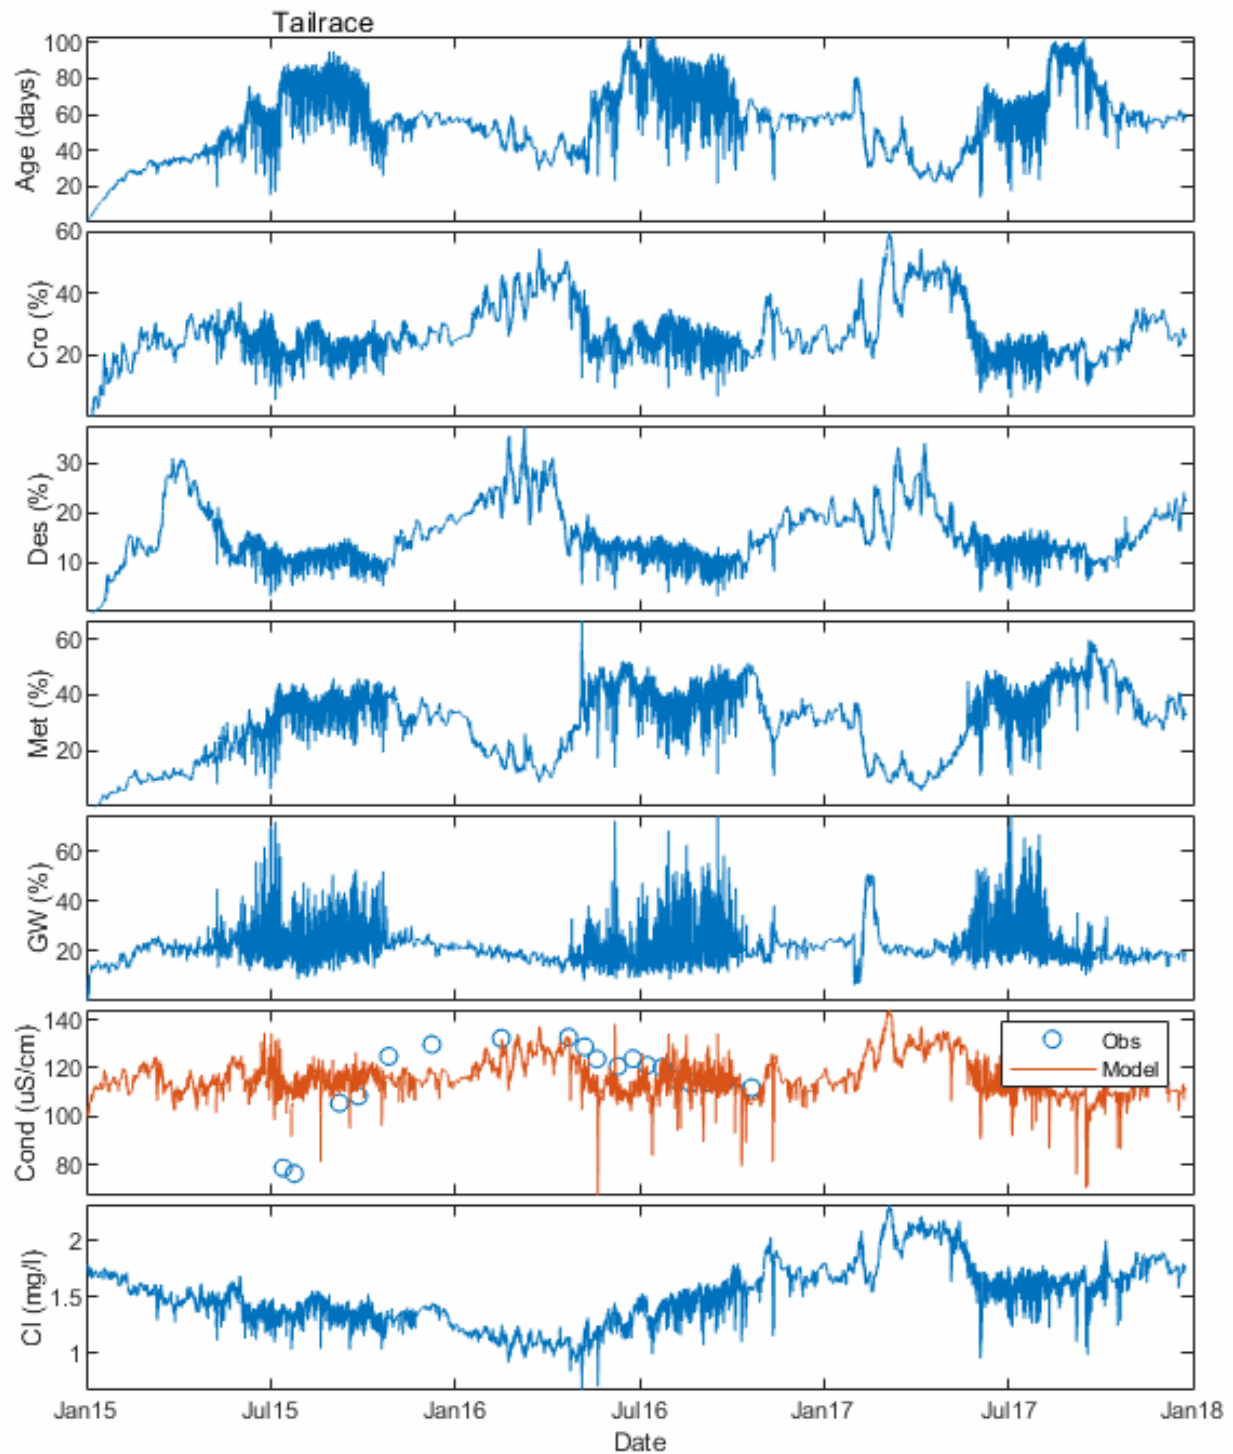 Tailrace
Age (days)
100
80
60
40
20
Cro (%)
60
40
20
Des (%)
30
20
10
Met (%)
60
40
20
GW (%)
60
40
20
Cond (uS/cm)
140
120
100
80
Obs
Model
Cl (mg/l)
2
1.5
1
Jan15 Jul15 Jan16 Jul16 Jan17 Jul17 Jan18
Date